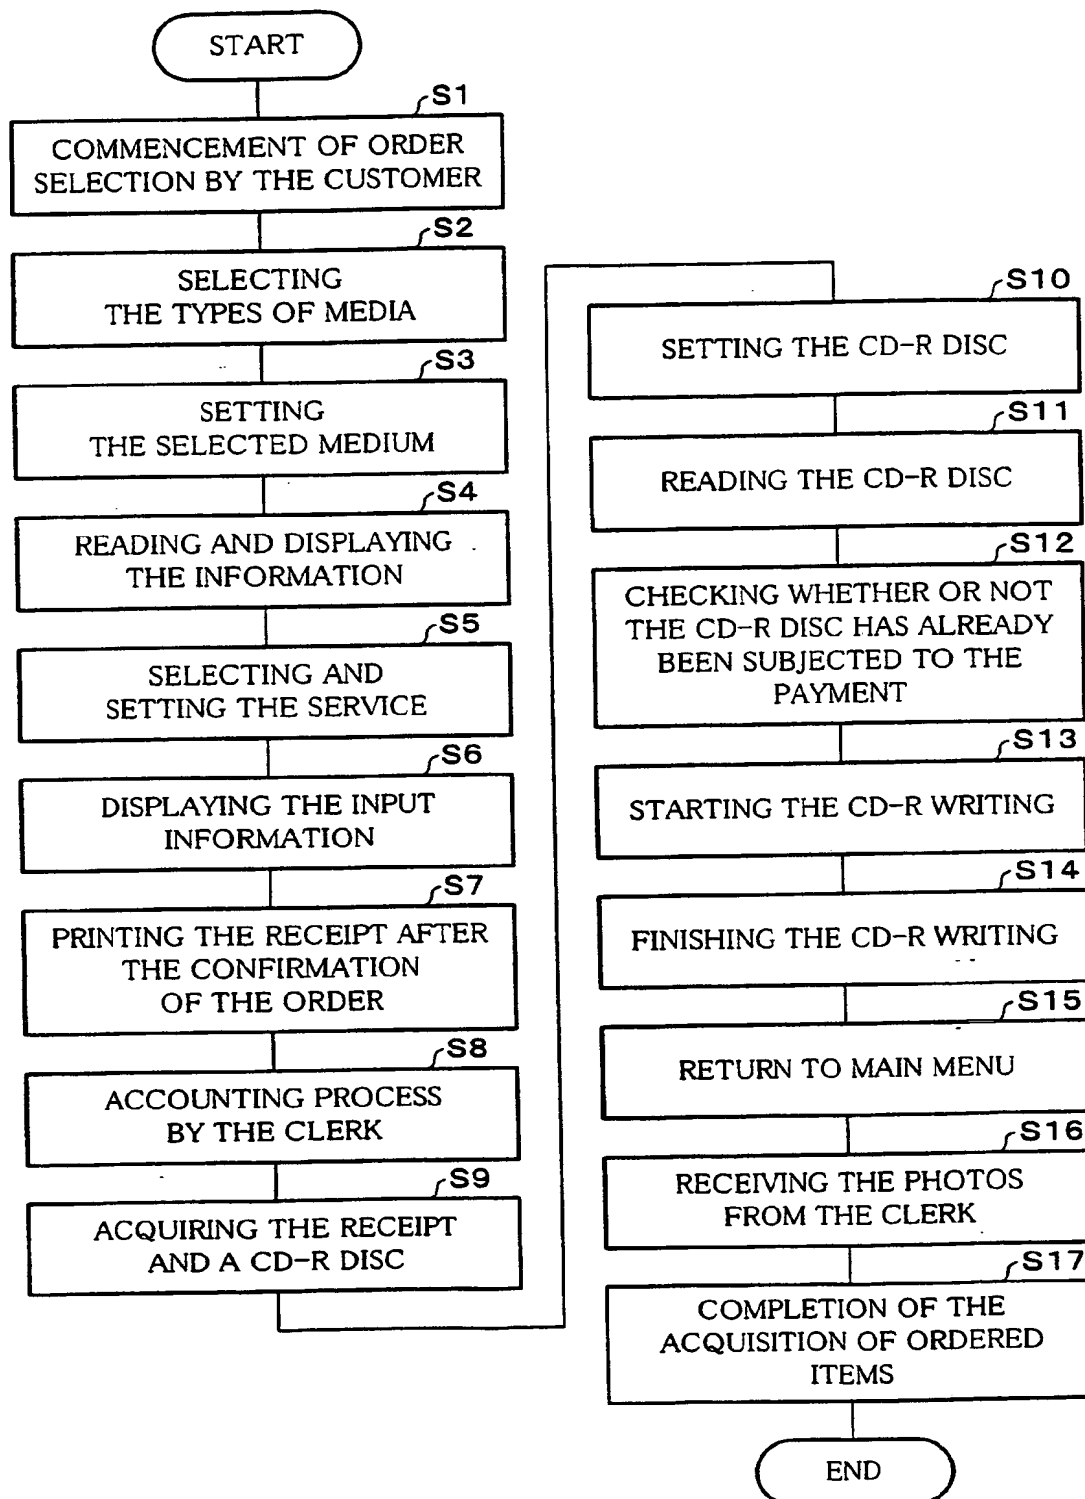 START
S1
COMMENCEMENT OF ORDER
SELECTION BY THE CUSTOMER
S2
SELECTING
THE TYPES OF MEDIA
S3
SETTING
THE SELECTED MEDIUM
S4
READING AND DISPLAYING
THE INFORMATION
S5
SELECTING AND
SETTING THE SERVICE
S6
DISPLAYING THE INPUT
INFORMATION
S7
PRINTING THE RECEIPT AFTER
THE CONFIRMATION
OF THE ORDER
S8
ACCOUNTING PROCESS
BY THE CLERK
S9
ACQUIRING THE RECEIPT
AND A CD-R DISC
S10
SETTING THE CD-R DISC
S11
READING THE CD-R DISC
S12
CHECKING WHETHER OR NOT
THE CD-R DISC HAS ALREADY
BEEN SUBJECTED TO THE
PAYMENT
S13
STARTING THE CD-R WRITING
S14
FINISHING THE CD-R WRITING
S15
RETURN TO MAIN MENU
S16
RECEIVING THE PHOTOS
FROM THE CLERK
S17
COMPLETION OF THE
ACQUISITION OF ORDERED
ITEMS
END